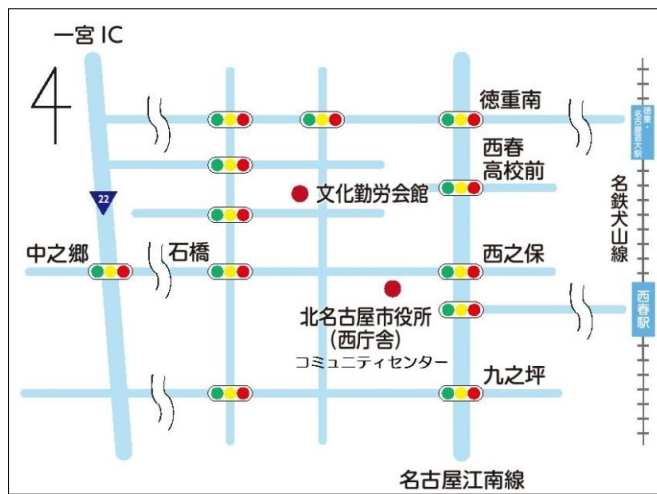 一宮 IC
徳重南
徳重・
名古屋芸大駅
西春
高校前
文化勤労会館
名鉄犬山線
22
中之郷
石橋
西之保
北名古屋市役所
(西庁舎)
コミュニティセンター
西春駅
九之坪
名古屋江南線